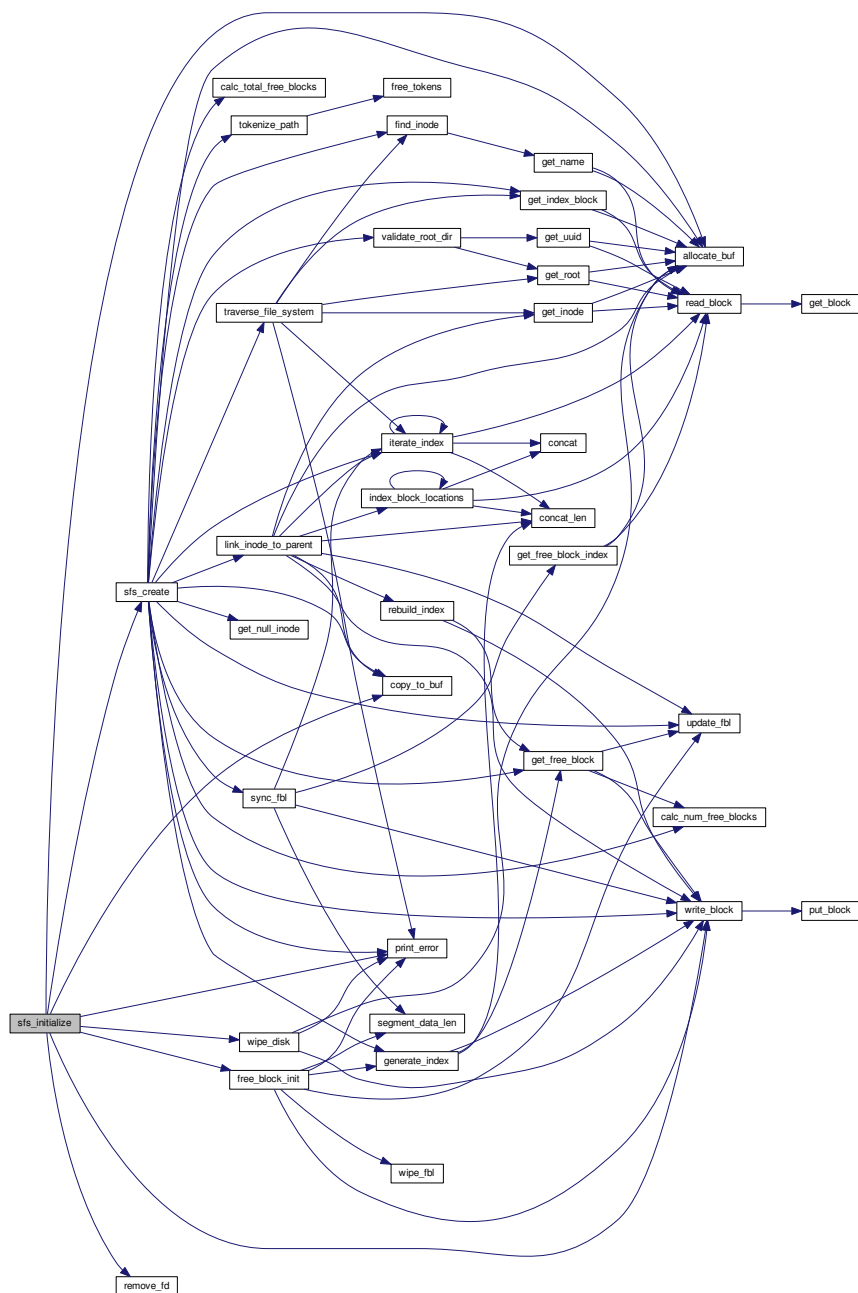 calc_total_free_blocks
free_tokens
tokenize_path
find_inode
get_name
get_index_block
validate_root_dir
get_uuid
allocate_buf
get_root
read_block
get_block
traverse_file_system
get_inode
iterate_index
concat
index_block_locations
concat_len
link_inode_to_parent
get_free_block_index
sfs_create
rebuild_index
get_null_inode
copy_to_buf
update_fbl
get_free_block
sync_fbl
calc_num_free_blocks
write_block
put_block
print_error
sfs_initialize
segment_data_len
wipe_disk
generate_index
free_block_init
wipe_fbl
remove_fd